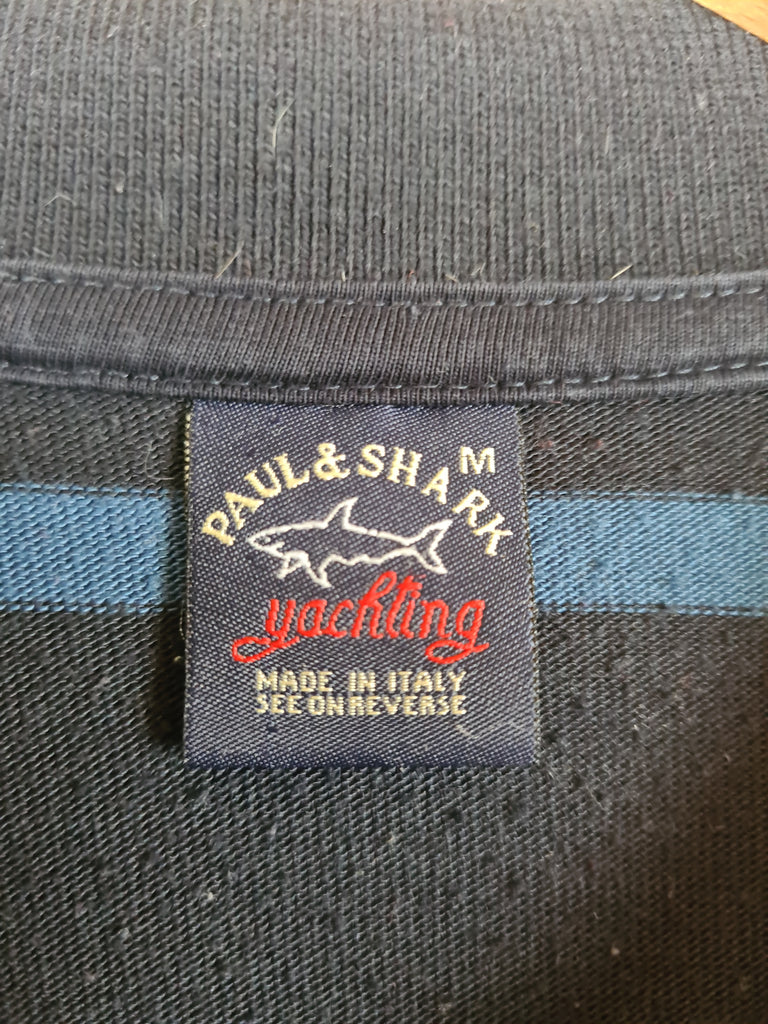 PAUL & SHARK
M
yachting
MADE IN ITALY
SEE ON REVERSE